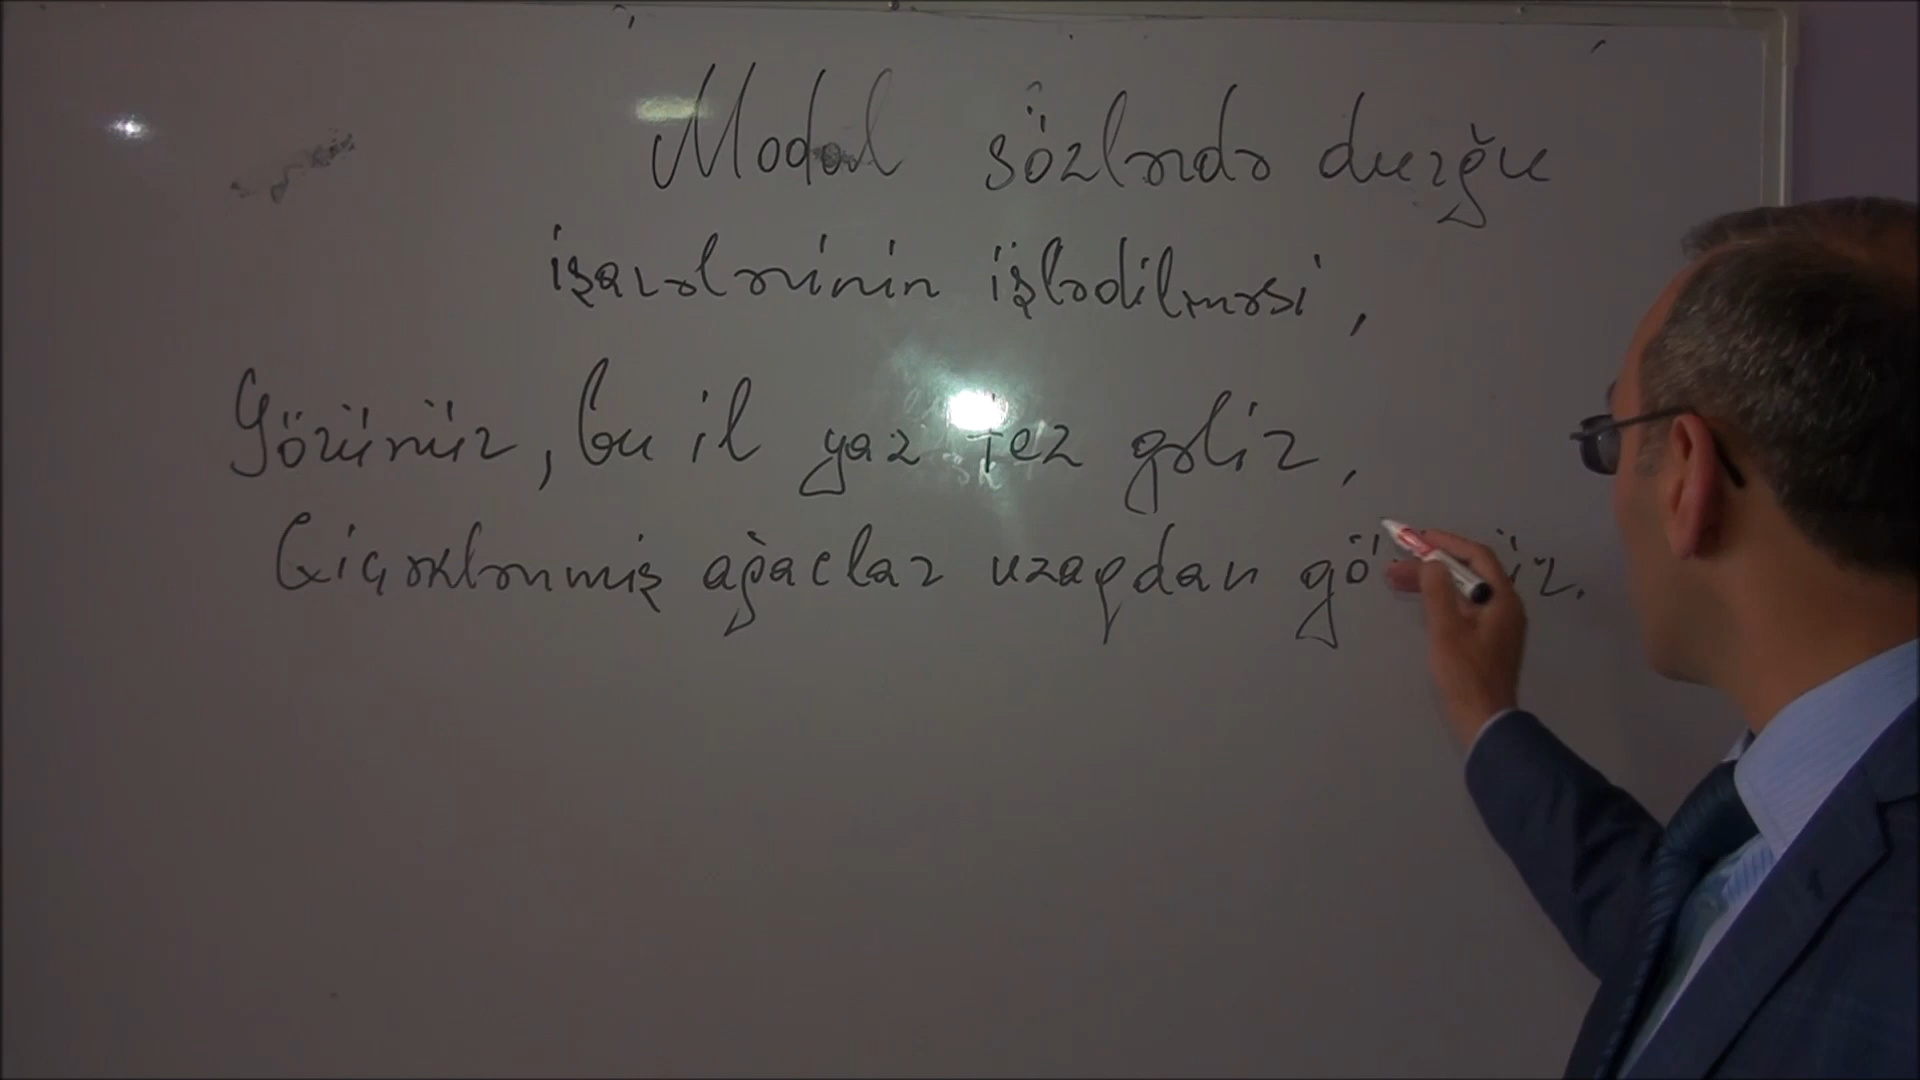 Modal sözlərdə durğu
işarələrinin işlədilməsi,
Görünür, bu il yaz tez gəlir.
Çiçəklənmiş ağaclar uzaqdan